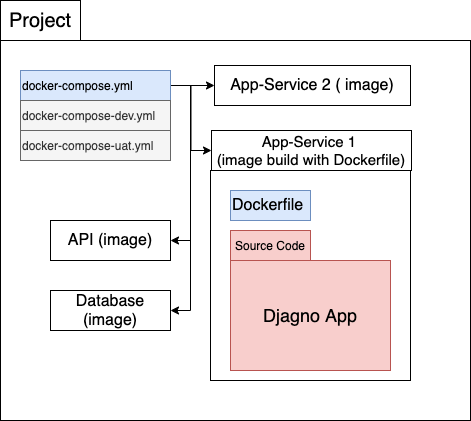 Project
docker-compose.yml
docker-compose-dev.yml
docker-compose-uat.yml
App-Service 2 ( image)
App-Service 1
(image build with Dockerfile)
Dockerfile
Source Code
Djagno App
API (image)
Database
(image)